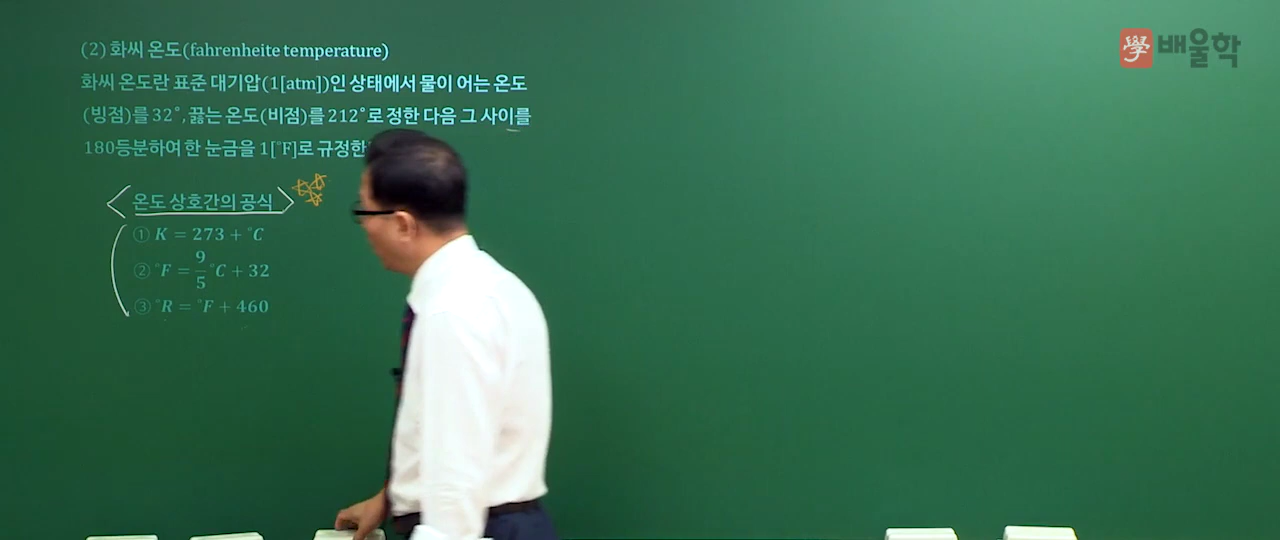 (2) 화씨 온도(fahrenheite temperature)
화씨 온도란 표준 대기압(1[atm])인 상태에서 물이 어는 온도
(빙점)를 32°, 끓는 온도(비점)를 212°로 정한 다음 그 사이를
180등분하여 한 눈금을 1[°F]로 규정한
온도 상호간의 공식
① K = 273 + °C
② °F = 9/5 °C + 32
③ °R = °F + 460
學 배울학